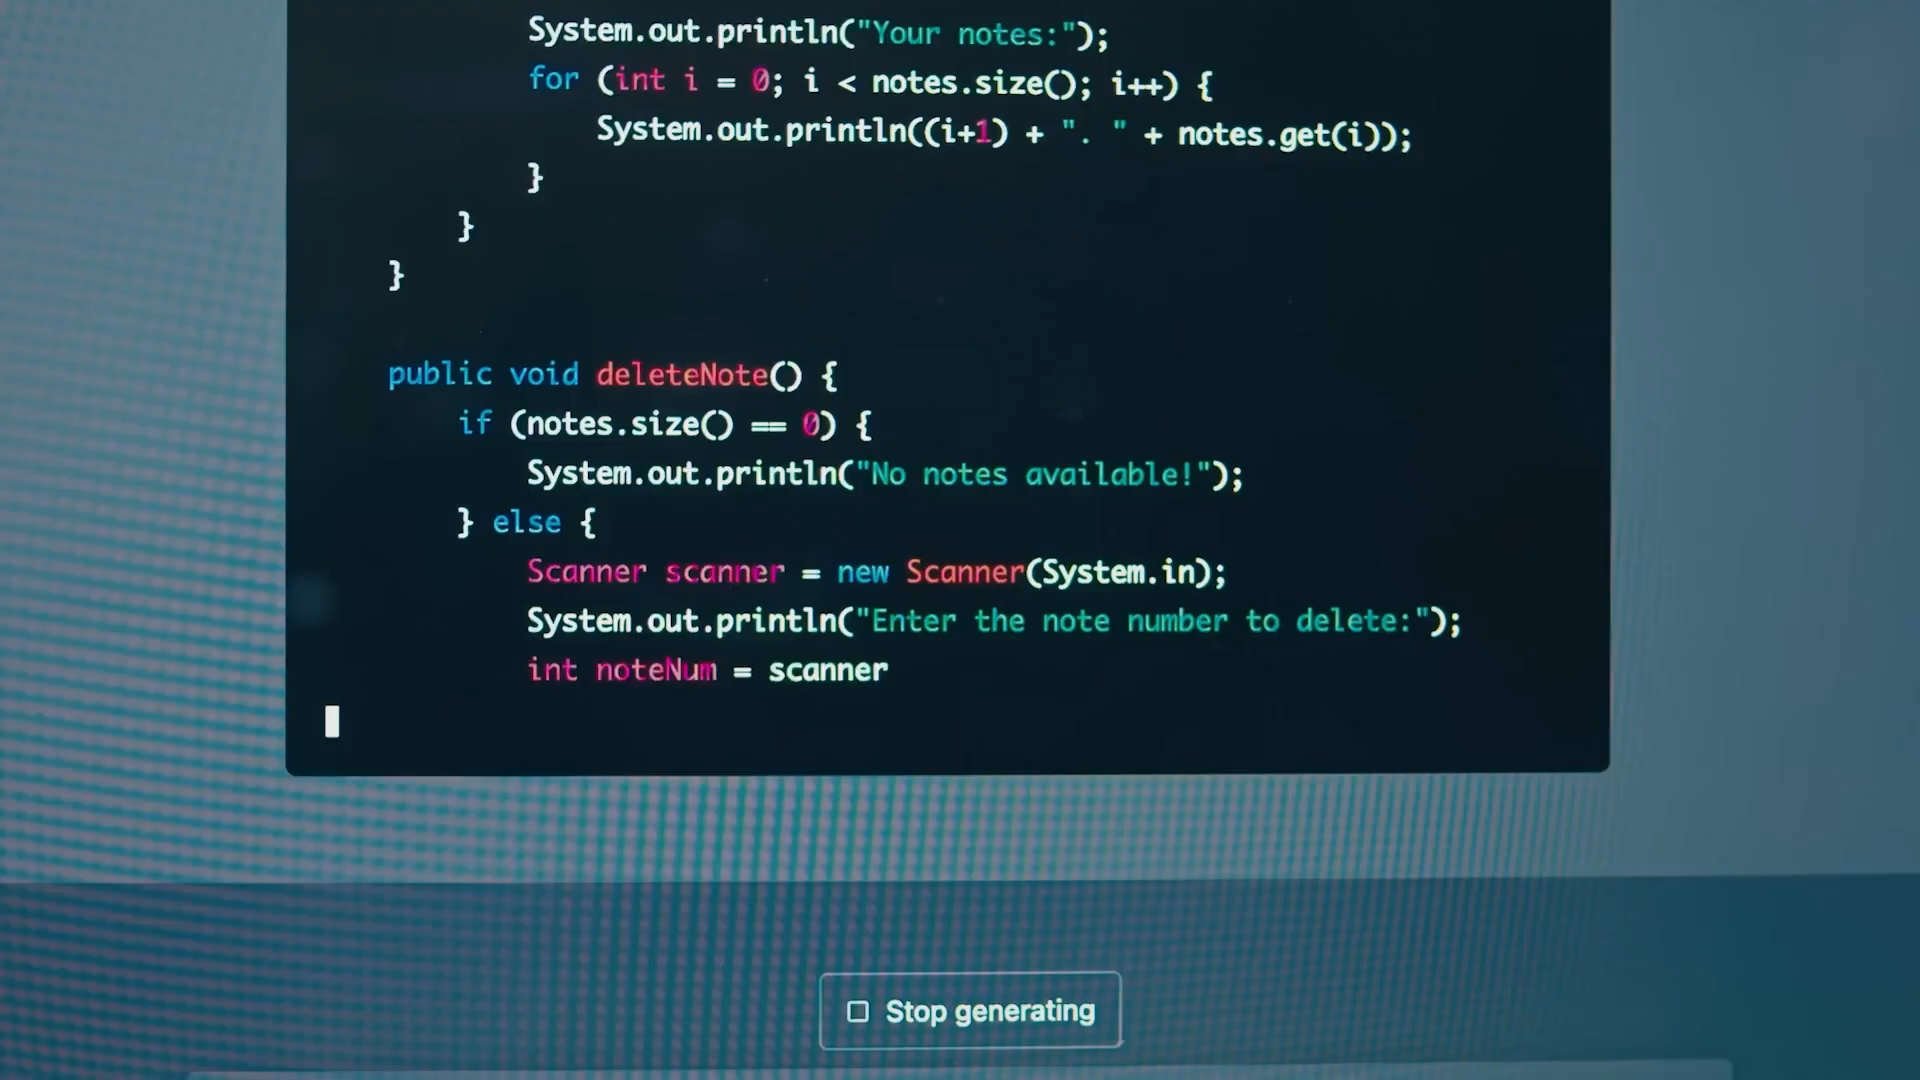 System.out.println("Your notes:");
for (int i = 0; i < notes.size(); i++) {
System.out.println((i+1) + ". " + notes.get(i));
}
}
}
public void deleteNote() {
if (notes.size() == 0) {
System.out.println("No notes available!");
} else {
Scanner scanner = new Scanner(System.in);
System.out.println("Enter the note number to delete:");
int noteNum = scanner
Stop generating